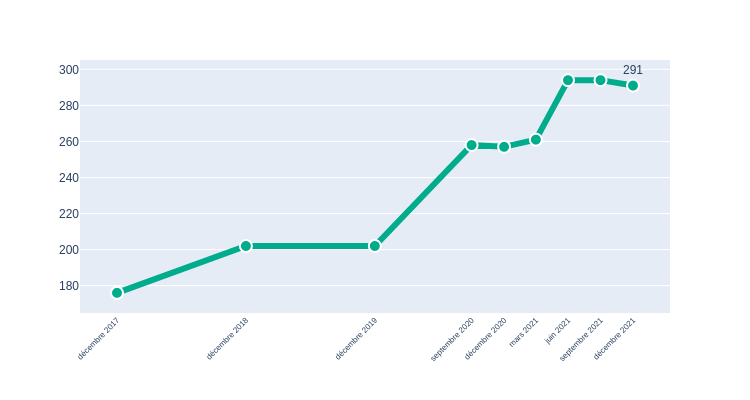 300
291
280
260
240
220
200
180
décembre 2017
décembre 2018
décembre 2019
septembre 2020
décembre 2020
mars 2021
juin 2021
septembre 2021
décembre 2021